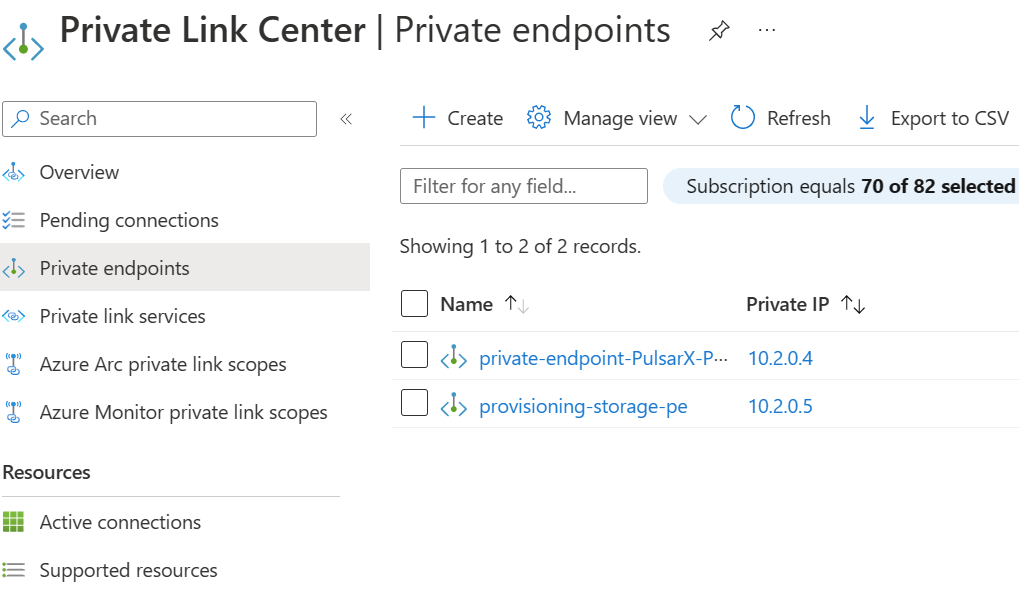 Private Link Center | Private endpoints
Search
Overview
Pending connections
Private endpoints
Private link services
Azure Arc private link scopes
Azure Monitor private link scopes
Resources
Active connections
Supported resources
Create Manage view Refresh Export to CSV
Filter for any field... Subscription equals 70 of 82 selected
Showing 1 to 2 of 2 records.
Name Private IP
private-endpoint-PulsarX-P... 10.2.0.4
provisioning-storage-pe 10.2.0.5